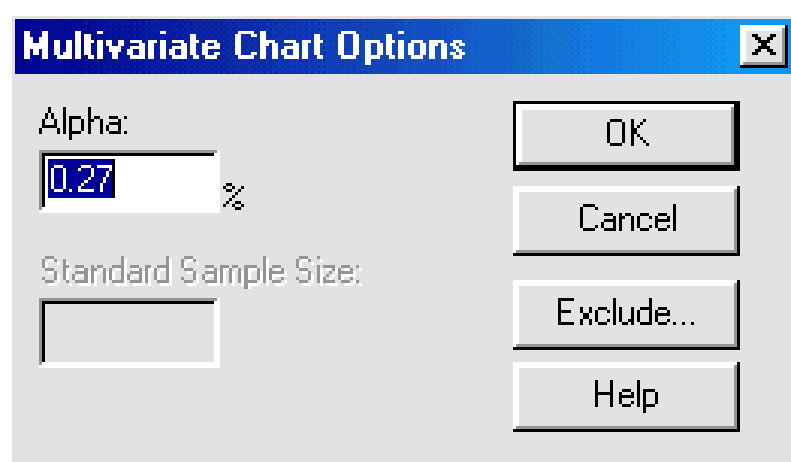 Multivariate Chart Options
Alpha:
0.27 %
Standard Sample Size:
OK
Cancel
Exclude...
Help